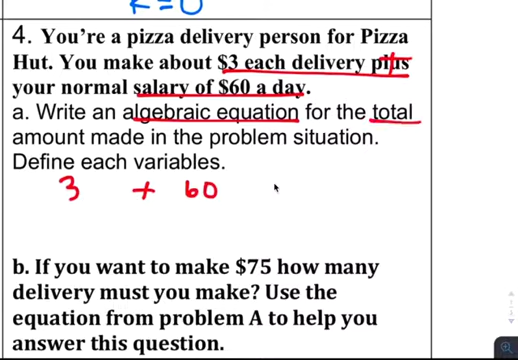 K = 0
4. You're a pizza delivery person for Pizza
Hut. You make about $3 each delivery plus
your normal salary of $60 a day.
a. Write an algebraic equation for the total
amount made in the problem situation.
Define each variables.
3 + 60
b. If you want to make $75 how many
delivery must you make? Use the
equation from problem A to help you
answer this question.